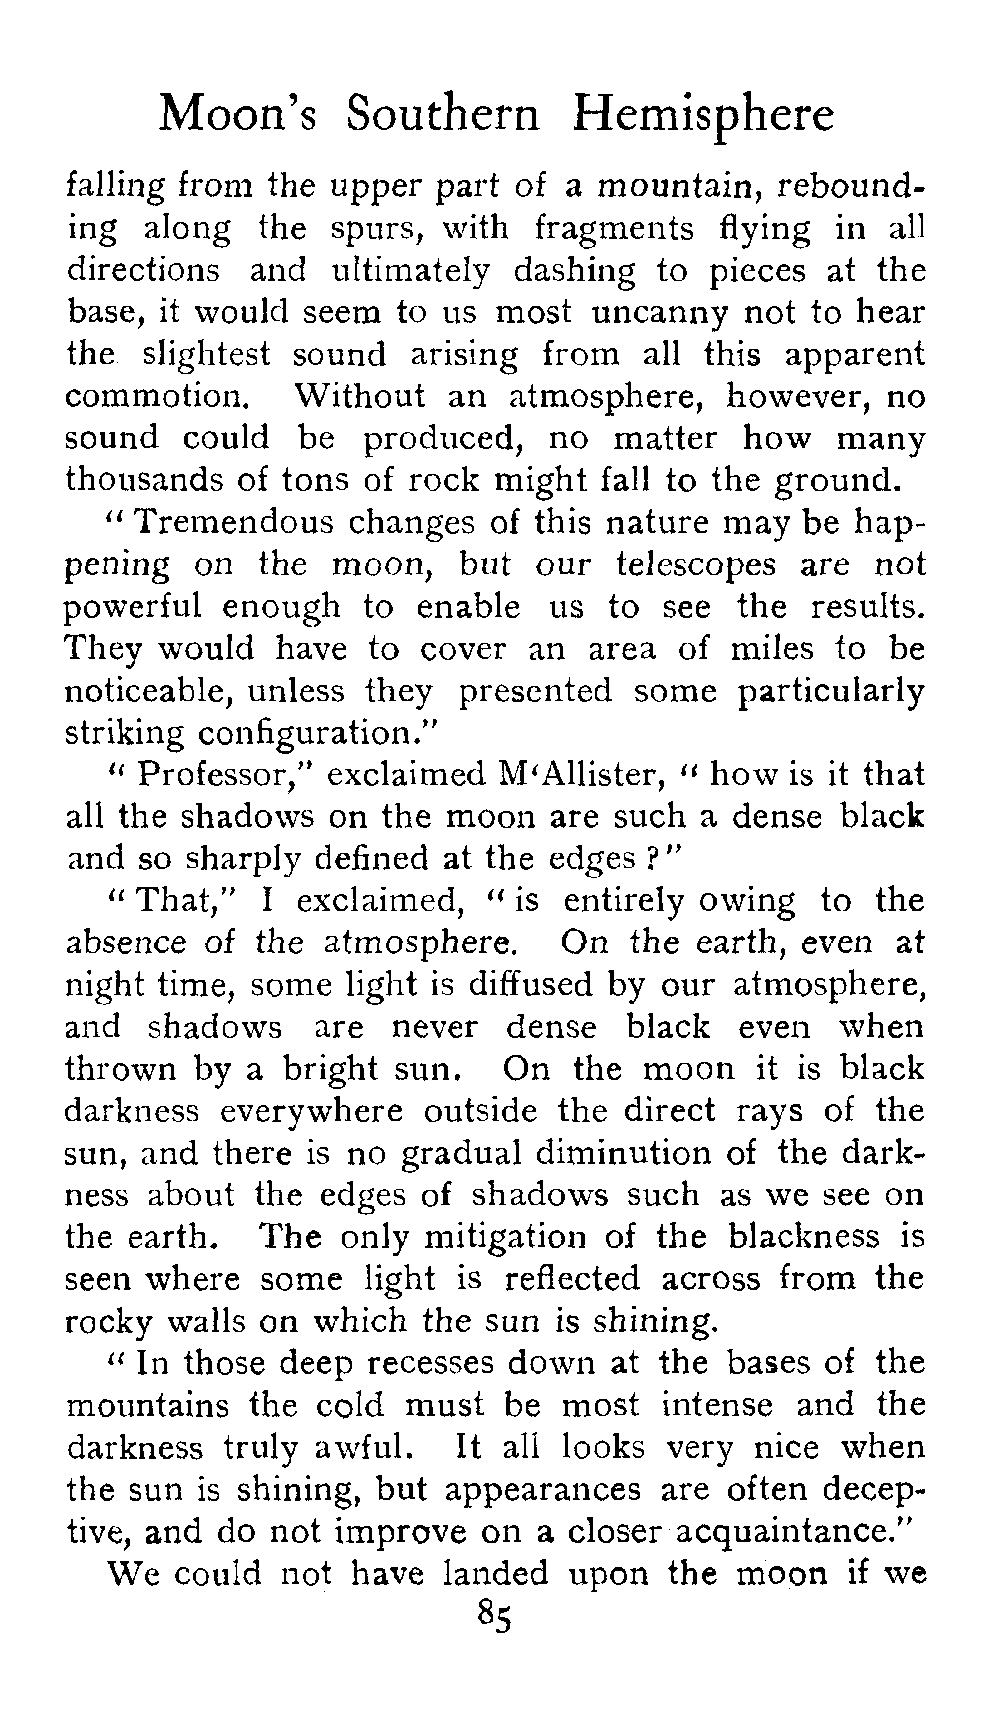 Moon's Southern Hemisphere
falling from the upper part of a mountain, rebound-
ing along the spurs, with fragments flying in all
directions and ultimately dashing to pieces at the
base, it would seem to us most uncanny not to hear
the slightest sound arising from all this apparent
commotion. Without an atmosphere, however, no
sound could be produced, no matter how many
thousands of tons of rock might fall to the ground.
“ Tremendous changes of this nature may be hap-
pening on the moon, but our telescopes are not
powerful enough to enable us to see the results.
They would have to cover an area of miles to be
noticeable, unless they presented some particularly
striking configuration.”
“ Professor,” exclaimed M‘Allister, “ how is it that
all the shadows on the moon are such a dense black
and so sharply defined at the edges ?”
“ That,” I exclaimed, “ is entirely owing to the
absence of the atmosphere. On the earth, even at
night time, some light is diffused by our atmosphere,
and shadows are never dense black even when
thrown by a bright sun. On the moon it is black
darkness everywhere outside the direct rays of the
sun, and there is no gradual diminution of the dark-
ness about the edges of shadows such as we see on
the earth. The only mitigation of the blackness is
seen where some light is reflected across from the
rocky walls on which the sun is shining.
“ In those deep recesses down at the bases of the
mountains the cold must be most intense and the
darkness truly awful. It all looks very nice when
the sun is shining, but appearances are often decep-
tive, and do not improve on a closer acquaintance.”
We could not have landed upon the moon if we
85